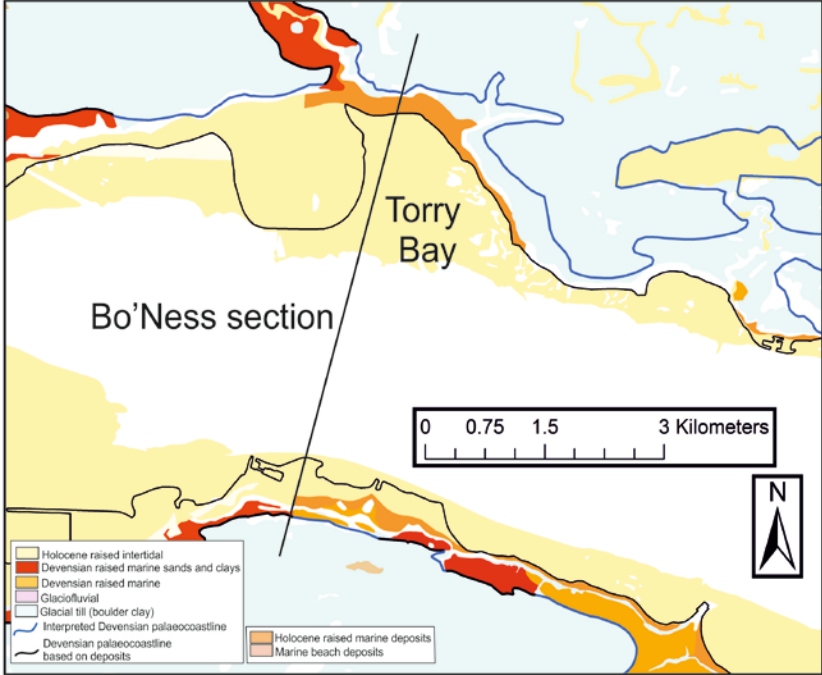 Torry
Bay
Bo'Ness section
0 0.75 1.5 3 Kilometers
N
Holocene raised intertidal
Devensian raised marine sands and clays
Devensian raised marine
Glaciofluvial
Glacial till (boulder clay)
Interpreted Devensian palaeocoastline
Devensian palaeocoastline
based on deposits
Holocene raised marine deposits
Marine beach deposits